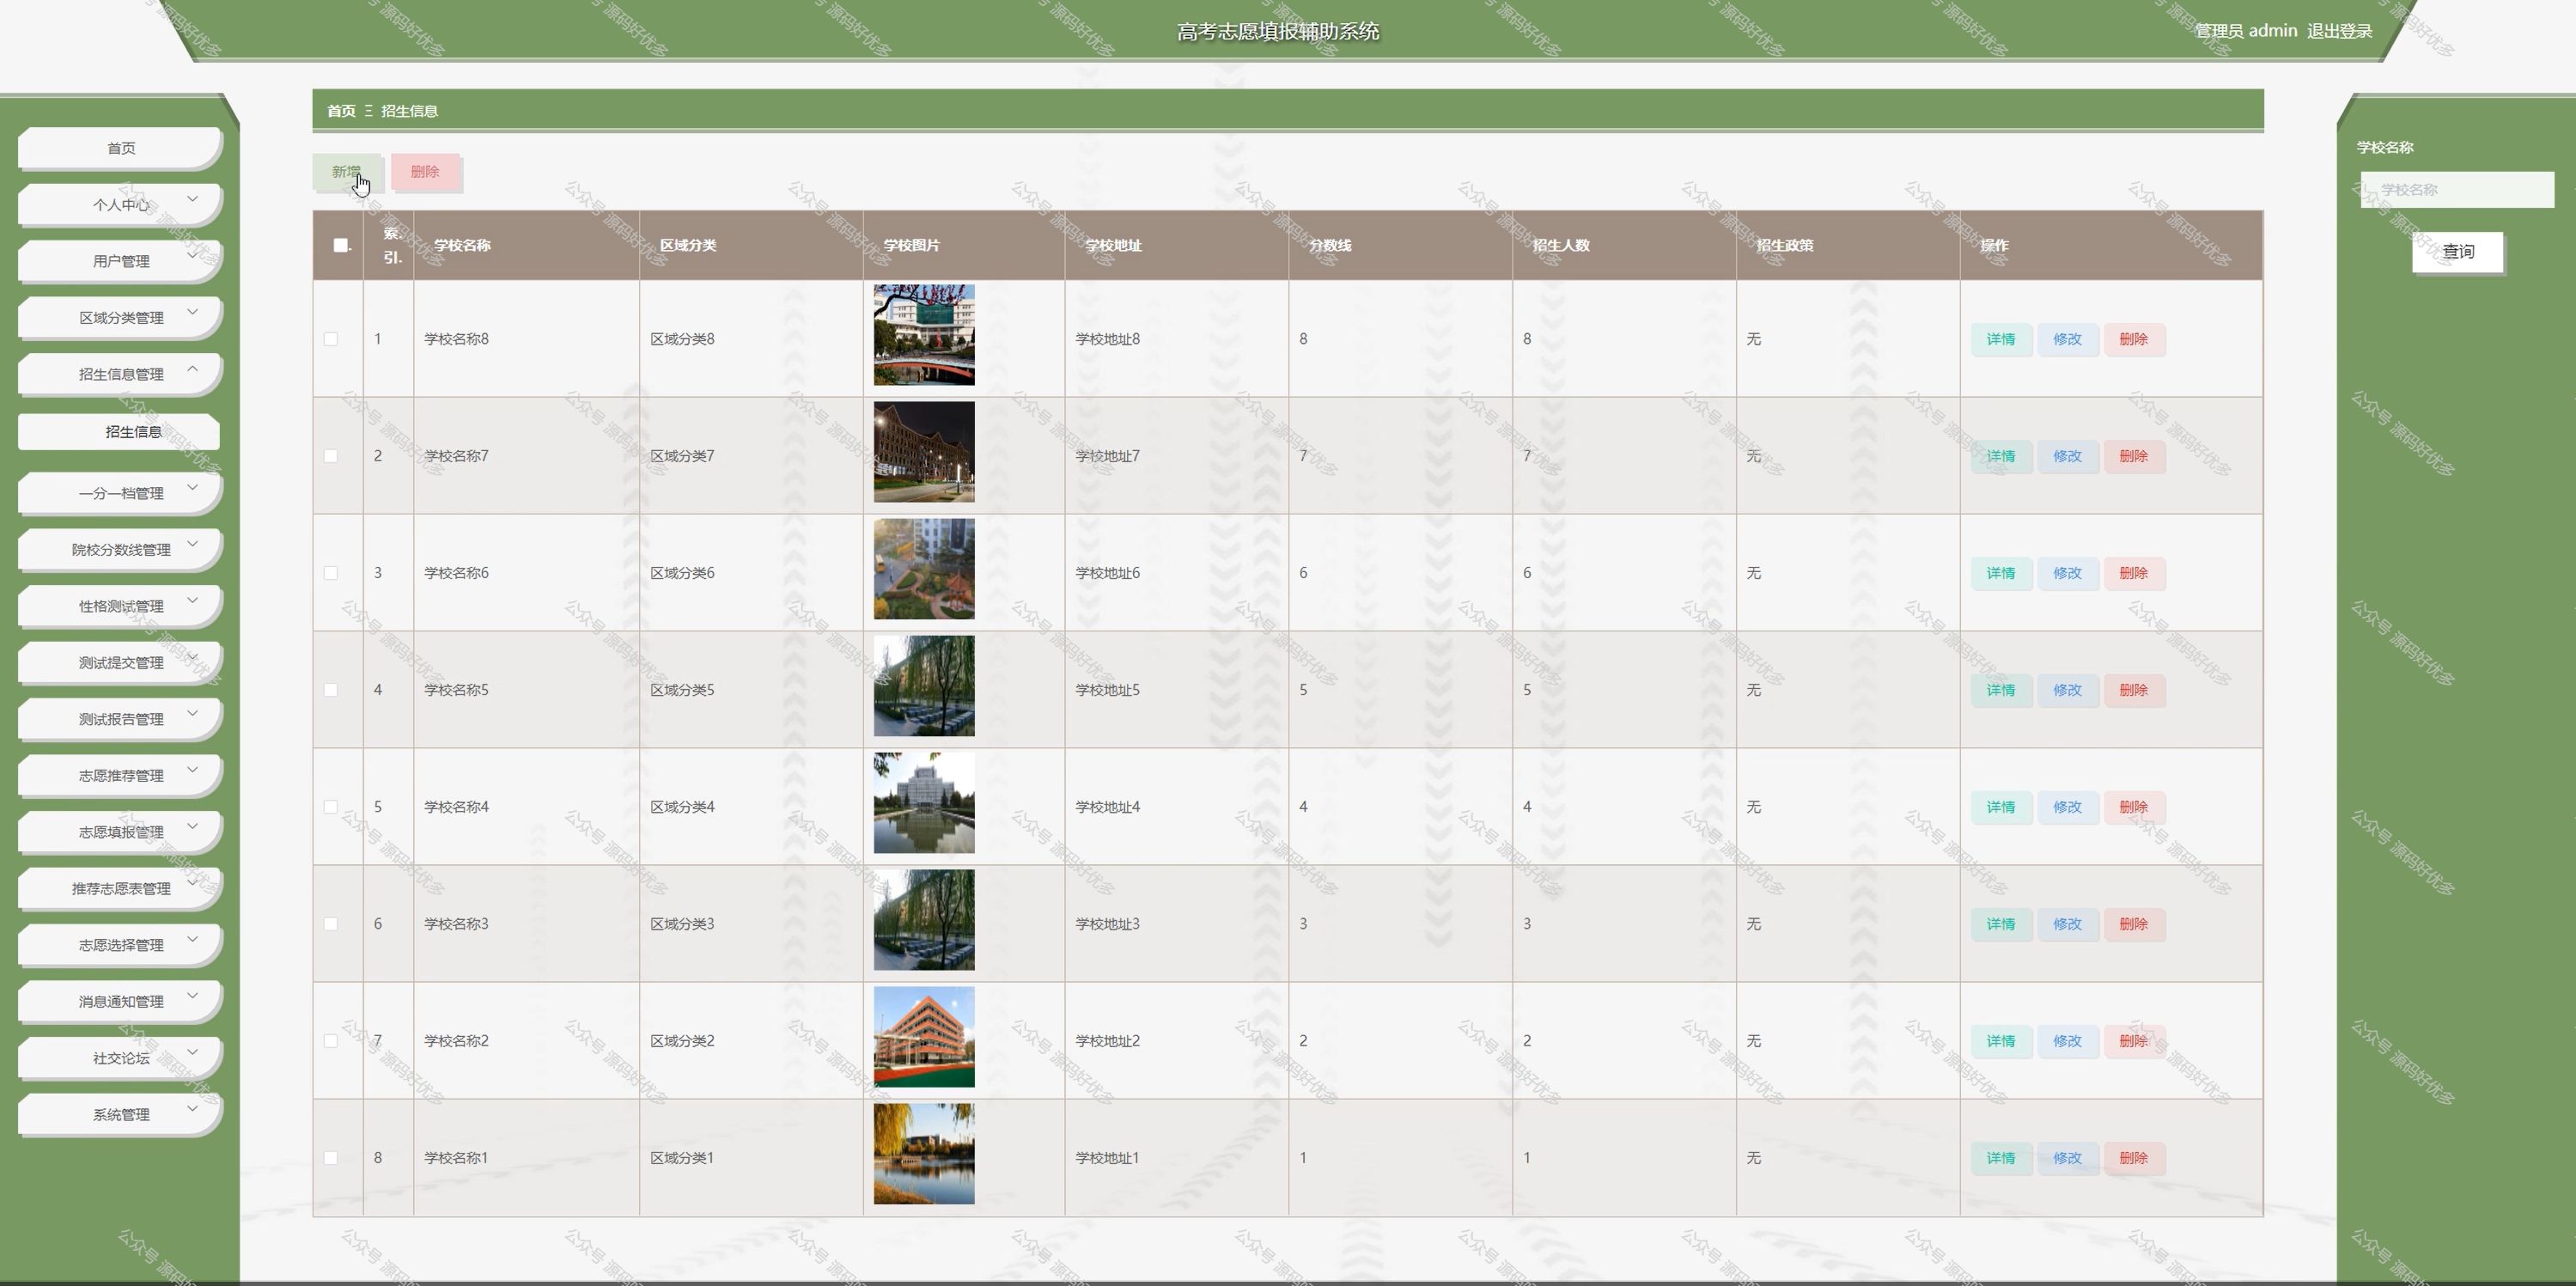 高考志愿填报辅助系统
管理员 admin 退出登录
首页 Ξ 招生信息
首页
个人中心
用户管理
区域分类管理
招生信息管理
招生信息
一分一档管理
院校分数线管理
性格测试管理
测试提交管理
测试报告管理
志愿推荐管理
志愿填报管理
推荐志愿表管理
志愿选择管理
消息通知管理
社交论坛
系统管理
新增 删除
索. 引. 学校名称 区域分类 学校图片 学校地址 分数线 招生人数 招生政策 操作
1 学校名称8 区域分类8 学校地址8 8 8 无 详情 修改 删除
2 学校名称7 区域分类7 学校地址7 7 7 无 详情 修改 删除
3 学校名称6 区域分类6 学校地址6 6 6 无 详情 修改 删除
4 学校名称5 区域分类5 学校地址5 5 5 无 详情 修改 删除
5 学校名称4 区域分类4 学校地址4 4 4 无 详情 修改 删除
6 学校名称3 区域分类3 学校地址3 3 3 无 详情 修改 删除
7 学校名称2 区域分类2 学校地址2 2 2 无 详情 修改 删除
8 学校名称1 区域分类1 学校地址1 1 1 无 详情 修改 删除
学校名称
学校名称
查询
公众号 源码好优多